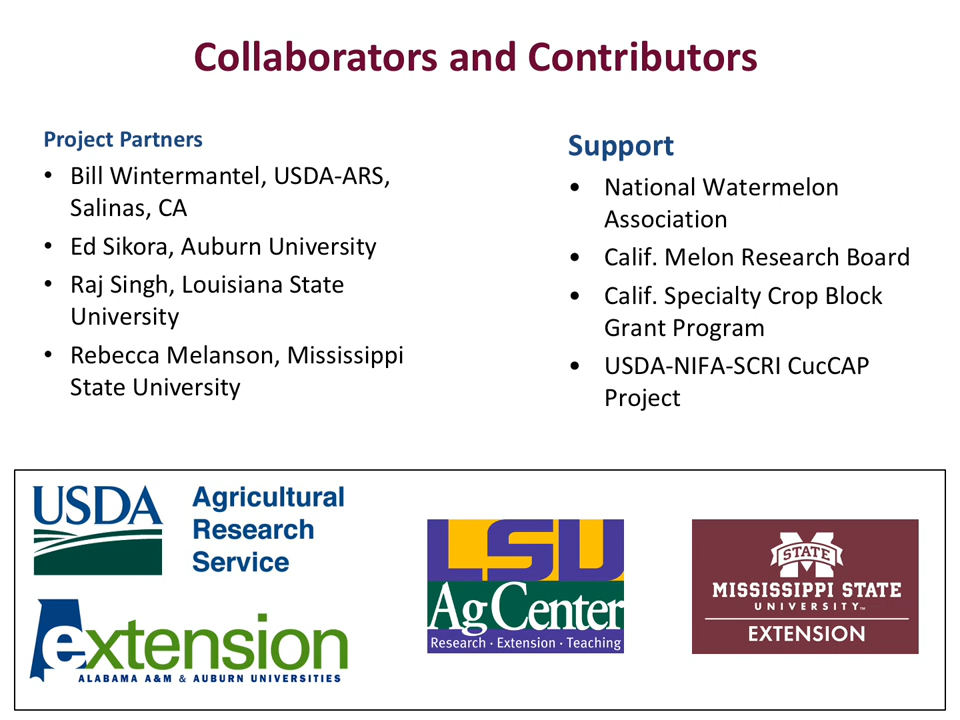 Collaborators and Contributors
Project Partners
• Bill Wintermantel, USDA-ARS,
Salinas, CA
• Ed Sikora, Auburn University
• Raj Singh, Louisiana State
University
• Rebecca Melanson, Mississippi
State University
Support
• National Watermelon
Association
• Calif. Melon Research Board
• Calif. Specialty Crop Block
Grant Program
• USDA-NIFA-SCRI CucCAP
Project
USDA
Agricultural
Research
Service
extension
ALABAMA A&M & AUBURN UNIVERSITIES
LSU
AgCenter
Research · Extension · Teaching
M
STATE
MISSISSIPPI STATE
UNIVERSITY™
EXTENSION